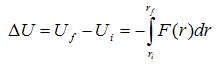 ΔU = U_f − U_i = −∫_{r_i}^{r_f} F(r)dr